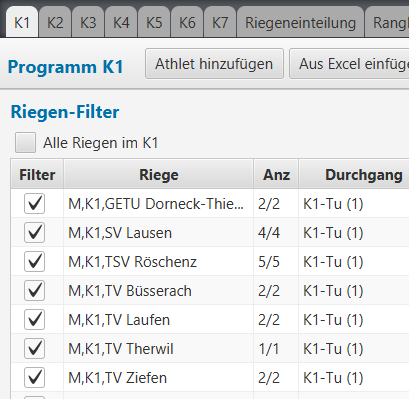 K1 K2 K3 K4 K5 K6 K7 Riegeneinteilung Rangl
Programm K1 Athlet hinzufügen Aus Excel einfüge
Riegen-Filter
Alle Riegen im K1
Filter Riege Anz Durchgang
M,K1,GETU Dorneck-Thie... 2/2 K1-Tu (1)
M,K1,SV Lausen 4/4 K1-Tu (1)
M,K1,TSV Röschenz 5/5 K1-Tu (1)
M,K1,TV Büsserach 2/2 K1-Tu (1)
M,K1,TV Laufen 2/2 K1-Tu (1)
M,K1,TV Therwil 1/1 K1-Tu (1)
M,K1,TV Ziefen 2/2 K1-Tu (1)